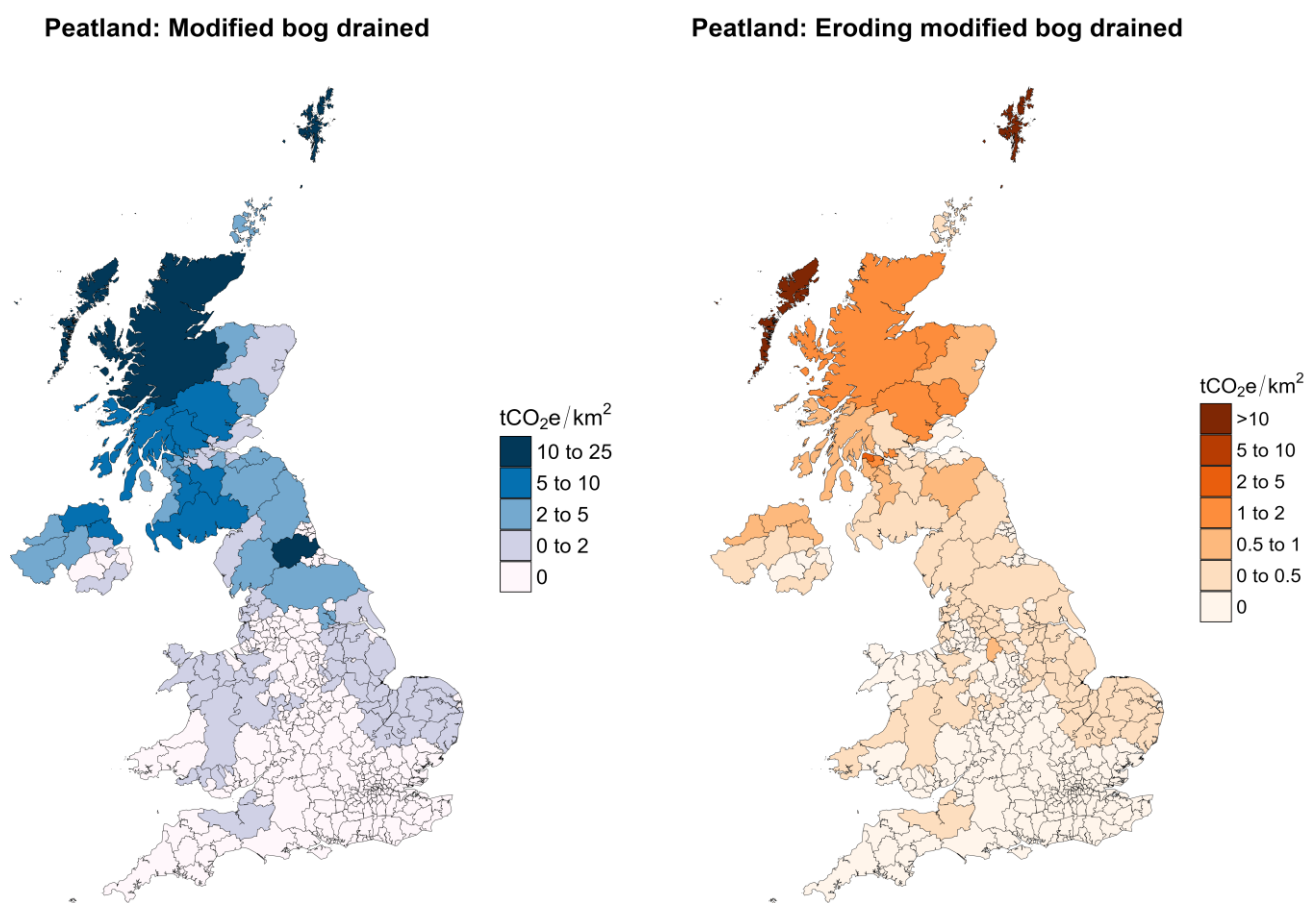 Peatland: Modified bog drained
Peatland: Eroding modified bog drained
tCO₂e/km²
10 to 25
5 to 10
2 to 5
0 to 2
0
tCO₂e/km²
>10
5 to 10
2 to 5
1 to 2
0.5 to 1
0 to 0.5
0